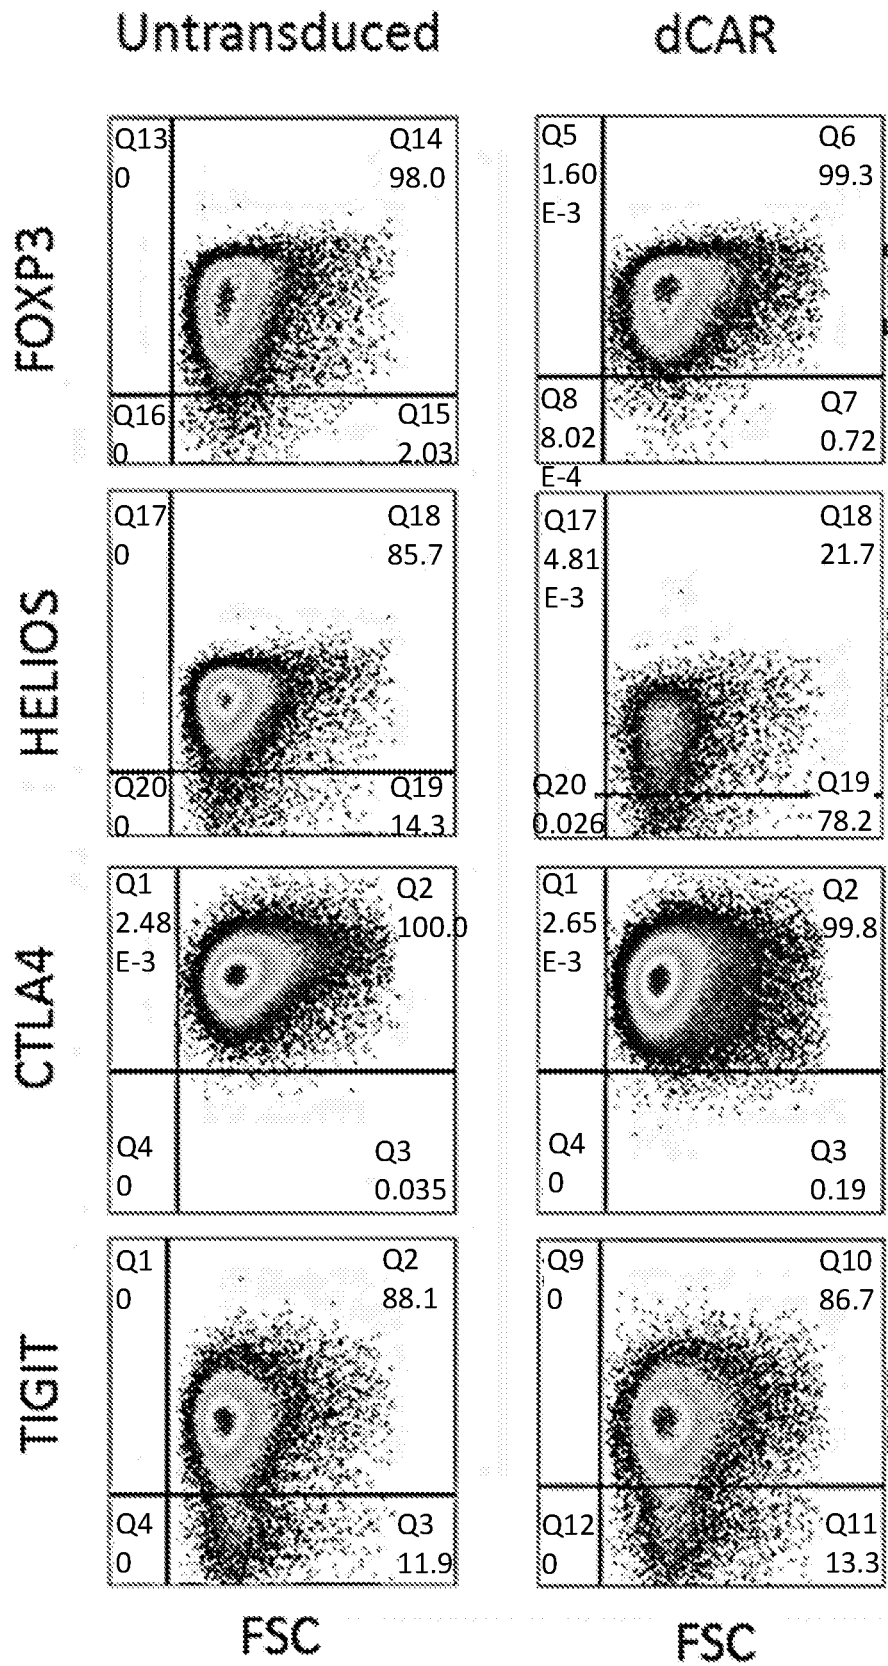 Untransduced
dCAR
FOXP3
Q13
0
Q14
98.0
Q16
0
Q15
2.03
Q5
1.60
E-3
Q6
99.3
Q8
8.02
E-4
Q7
0.72
HELIOS
Q17
0
Q18
85.7
Q20
0
Q19
14.3
Q17
4.81
E-3
Q18
21.7
Q20
0.026
Q19
78.2
CTLA4
Q1
2.48
E-3
Q2
100.0
Q4
0
Q3
0.035
Q1
2.65
E-3
Q2
99.8
Q4
0
Q3
0.19
TIGIT
Q1
0
Q2
88.1
Q4
0
Q3
11.9
Q9
0
Q10
86.7
Q12
0
Q11
13.3
FSC
FSC